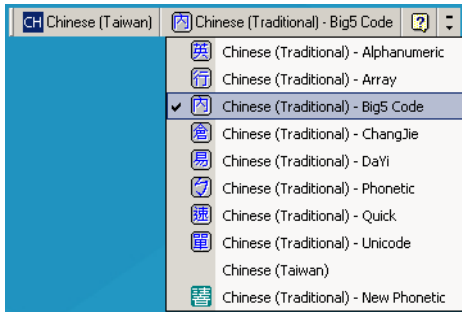 CH Chinese (Taiwan) 內 Chinese (Traditional) - Big5 Code ?
英 Chinese (Traditional) - Alphanumeric
行 Chinese (Traditional) - Array
內 Chinese (Traditional) - Big5 Code
倉 Chinese (Traditional) - ChangJie
易 Chinese (Traditional) - DaYi
ㄅ Chinese (Traditional) - Phonetic
速 Chinese (Traditional) - Quick
單 Chinese (Traditional) - Unicode
Chinese (Taiwan)
Chinese (Traditional) - New Phonetic